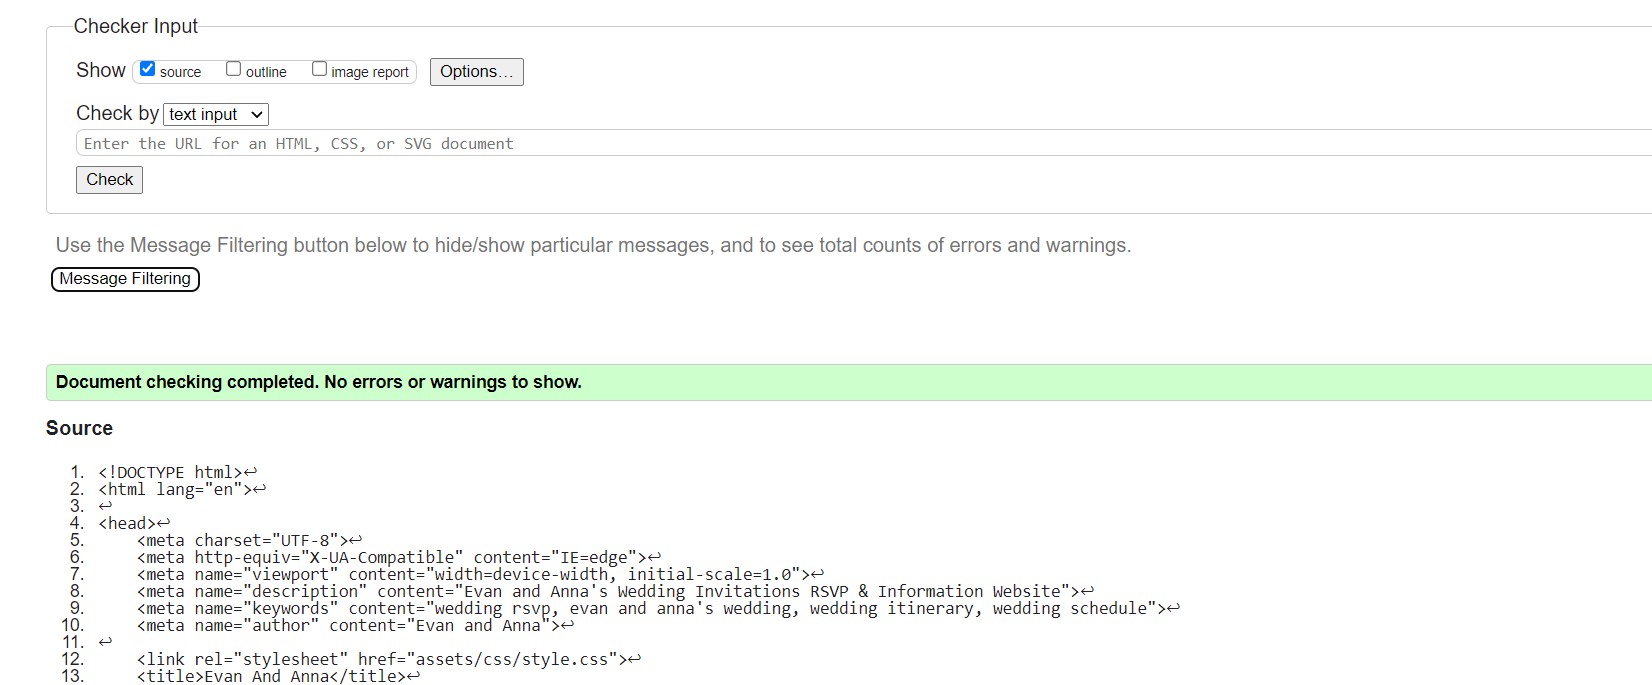 Checker Input
Show source outline image report Options...
Check by text input
Enter the URL for an HTML, CSS, or SVG document
Check
Use the Message Filtering button below to hide/show particular messages, and to see total counts of errors and warnings.
Message Filtering
Document checking completed. No errors or warnings to show.
Source
1. <!DOCTYPE html>↩
2. <html lang="en">↩
3. ↩
4. <head>↩
5.     <meta charset="UTF-8">↩
6.     <meta http-equiv="X-UA-Compatible" content="IE=edge">↩
7.     <meta name="viewport" content="width=device-width, initial-scale=1.0">↩
8.     <meta name="description" content="Evan and Anna's Wedding Invitations RSVP & Information Website">↩
9.     <meta name="keywords" content="wedding rsvp, evan and anna's wedding, wedding itinerary, wedding schedule">↩
10.     <meta name="author" content="Evan and Anna">↩
11. ↩
12.     <link rel="stylesheet" href="assets/css/style.css">↩
13.     <title>Evan And Anna</title>↩